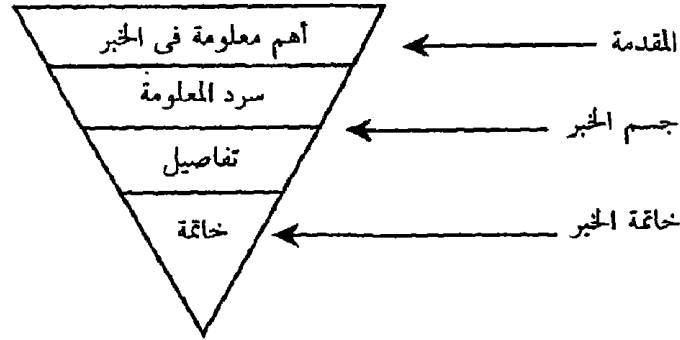 أهم معلومة فى الخبر
المقدمة
سرد المعلومة
جسم الخبر
تفاصيل
خاتمة
خاتمة الخبر